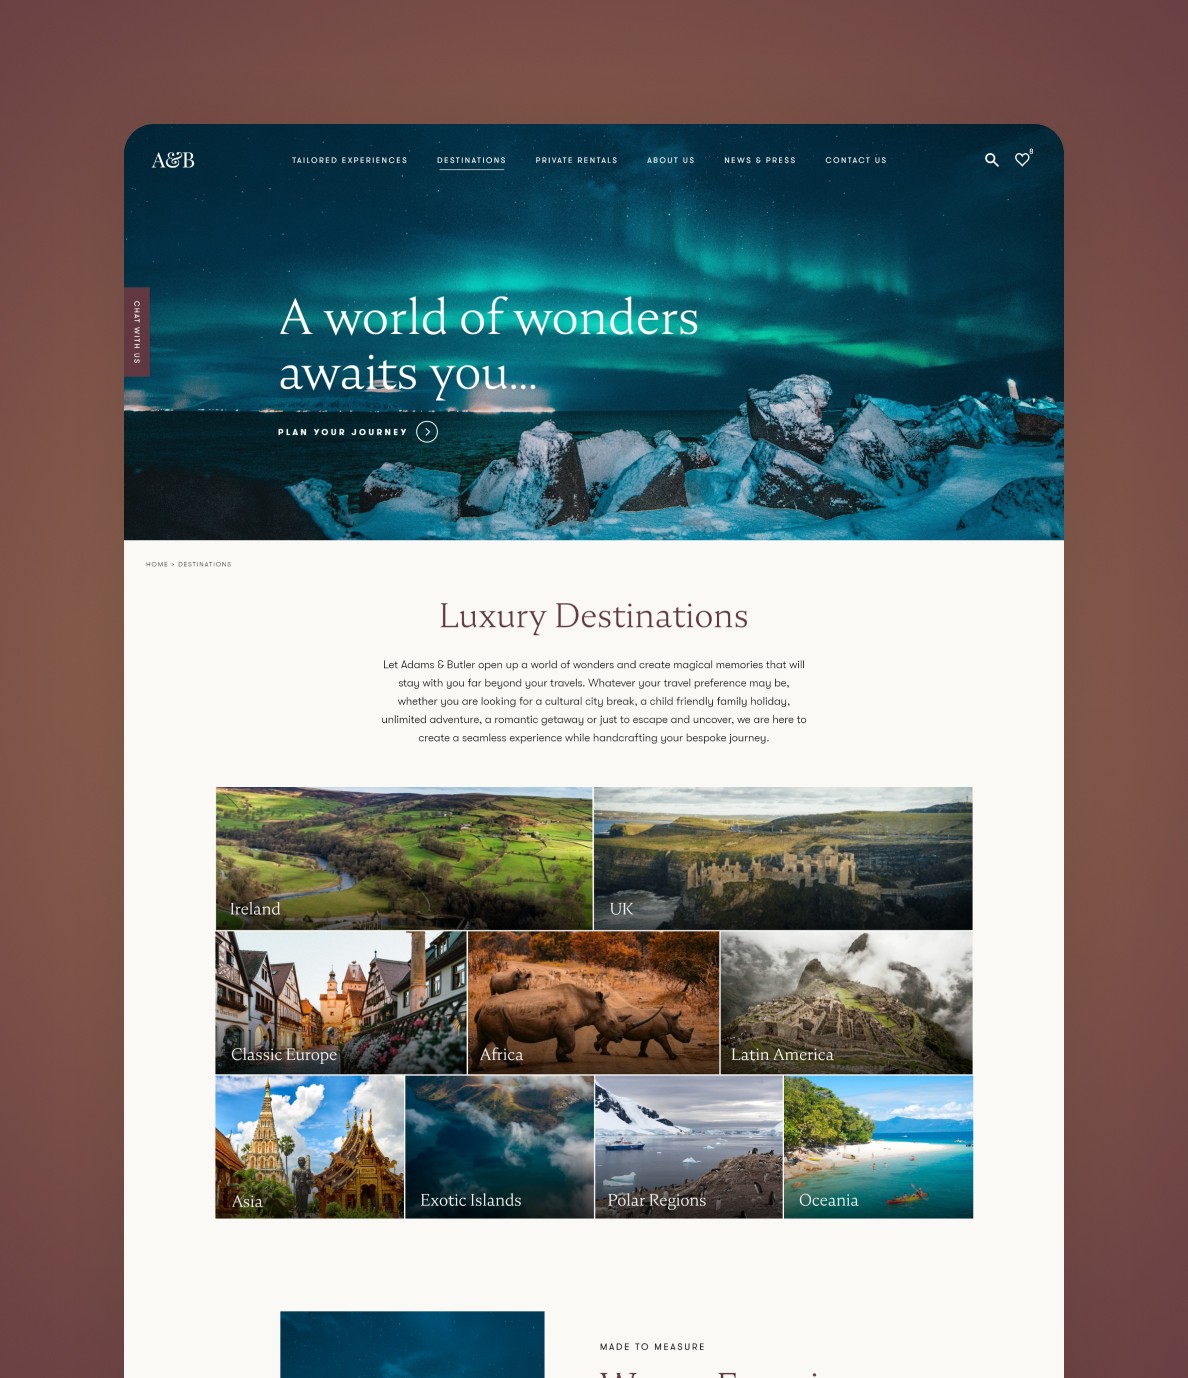 A&B
TAILORED EXPERIENCES
DESTINATIONS
PRIVATE RENTALS
ABOUT US
NEWS & PRESS
CONTACT US
8
CHAT WITH US
A world of wonders
awaits you...
PLAN YOUR JOURNEY
HOME > DESTINATIONS
Luxury Destinations
Let Adams & Butler open up a world of wonders and create magical memories that will
stay with you far beyond your travels. Whatever your travel preference may be,
whether you are looking for a cultural city break, a child friendly family holiday,
unlimited adventure, a romantic getaway or just to escape and uncover, we are here to
create a seamless experience while handcrafting your bespoke journey.
Ireland
UK
Classic Europe
Africa
Latin America
Asia
Exotic Islands
Polar Regions
Oceania
MADE TO MEASURE